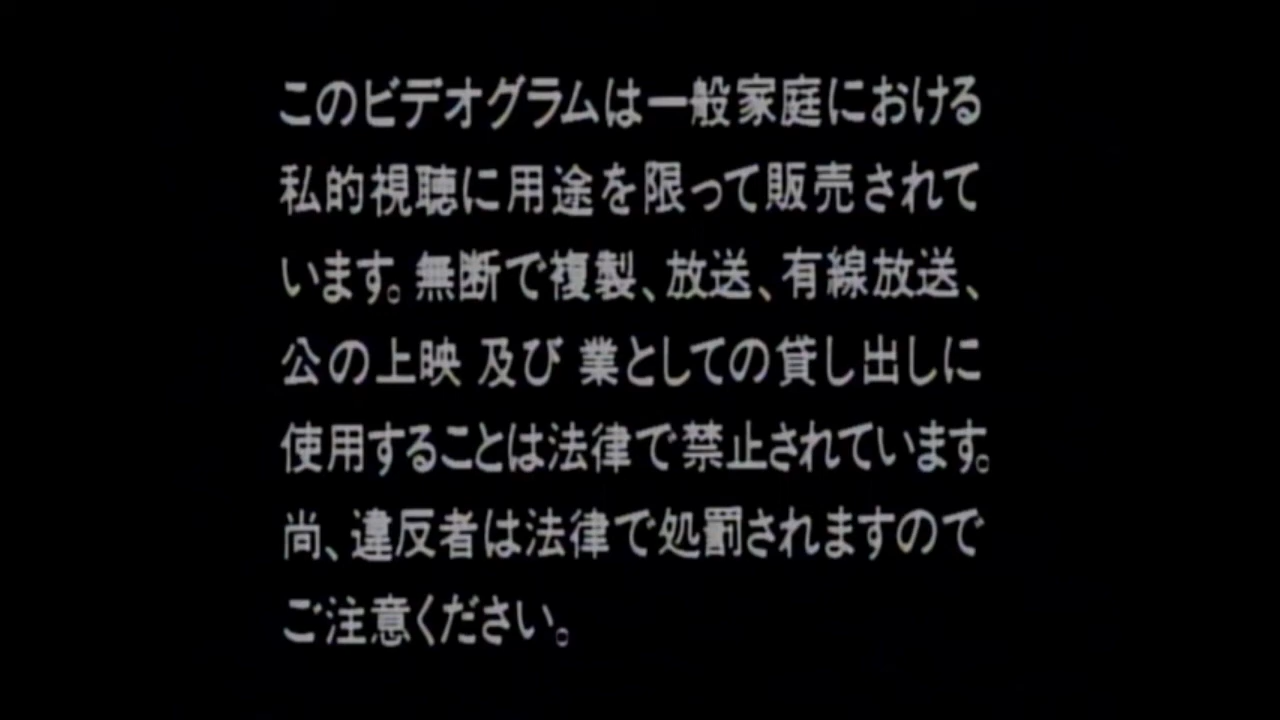 このビデオグラムは一般家庭における
私的視聴に用途を限って販売されて
います。無断で複製、放送、有線放送、
公の上映 及び 業としての貸し出しに
使用することは法律で禁止されています。
尚、違反者は法律で処罰されますので
ご注意ください。